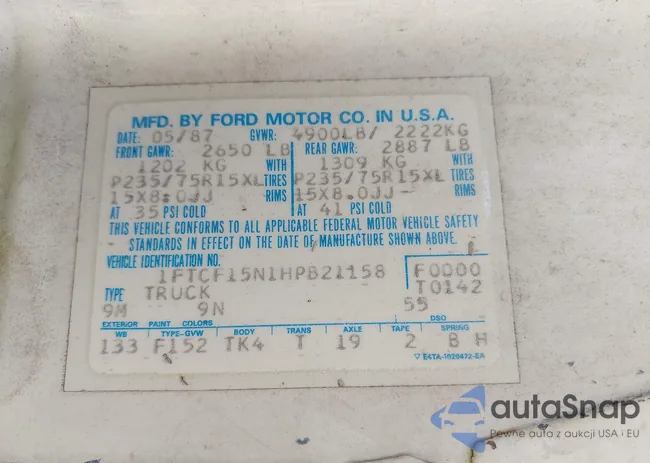 MFD. BY FORD MOTOR CO. IN U.S.A.
DATE: 05/87 GVWR: 4900LB/ 2222KG
FRONT GAWR: 2650 LB REAR GAWR: 2887 LB
1202 KG WITH 1309 KG WITH
P235/75R15XL TIRES P235/75R15XL TIRES
15X8.0JJ RIMS 15X8.0JJ RIMS
AT 35 PSI COLD AT 41 PSI COLD
THIS VEHICLE CONFORMS TO ALL APPLICABLE FEDERAL MOTOR VEHICLE SAFETY
STANDARDS IN EFFECT ON THE DATE OF MANUFACTURE SHOWN ABOVE.
VEHICLE IDENTIFICATION NO.
1FTCF15N1HPB21158 F0000
TYPE TRUCK T0142
9M 9N 55
EXTERIOR PAINT COLORS DSO
WB TYPE-GVW BODY TRANS AXLE TAPE SPRING
133 F152 TK4 T 19 2 B H
E4TA-1520472-EA
autaSnap
Pewne auta z aukcji USA i EU